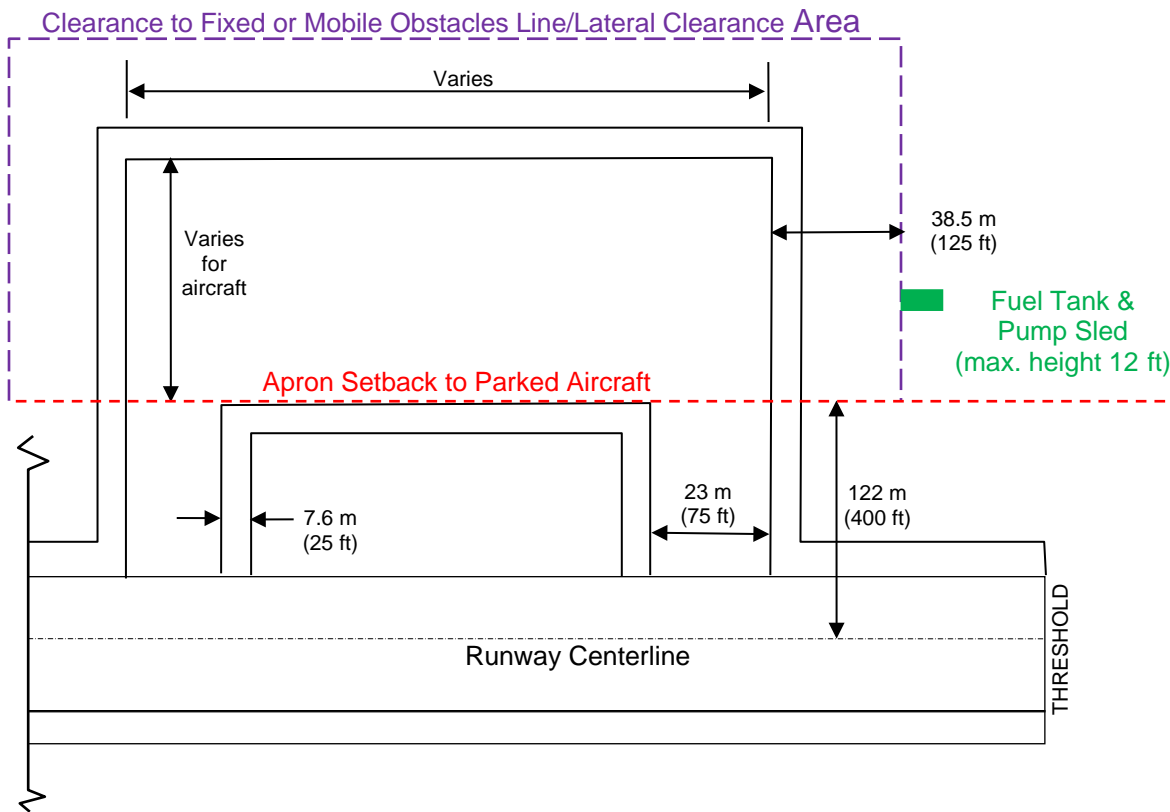 Clearance to Fixed or Mobile Obstacles Line/Lateral Clearance Area
Varies
38.5 m
(125 ft)
Varies
for
aircraft
Fuel Tank &
Pump Sled
(max. height 12 ft)
Apron Setback to Parked Aircraft
23 m
(75 ft)
122 m
(400 ft)
7.6 m
(25 ft)
Runway Centerline
THRESHOLD